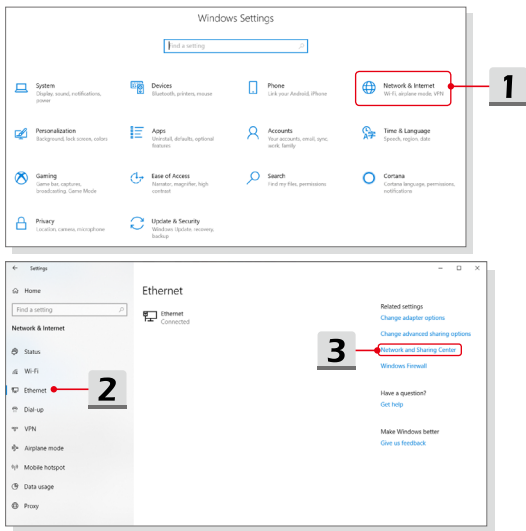 Windows Settings
Find a setting
System
Display, sound, notifications,
power
Devices
Bluetooth, printers, mouse
Phone
Link your Android, iPhone
Network & Internet
Wi-Fi, airplane mode, VPN
1
Personalization
Background, lock screen, colors
Apps
Uninstall, defaults, optional
features
Accounts
Your accounts, email, sync,
work, family
Time & Language
Speech, region, date
Gaming
Game bar, captures,
broadcasting, Game Mode
Ease of Access
Narrator, magnifier, high
contrast
Search
Find my files, permissions
Cortana
Cortana language, permissions,
notifications
Privacy
Location, camera, microphone
Update & Security
Windows Update, recovery,
backup
Settings
Home
Find a setting
Network & Internet
Status
Wi-Fi
Ethernet
2
Dial-up
VPN
Airplane mode
Mobile hotspot
Data usage
Proxy
Ethernet
Ethernet
Connected
3
Related settings
Change adapter options
Change advanced sharing options
Network and Sharing Center
Windows Firewall
Have a question?
Get help
Make Windows better
Give us feedback